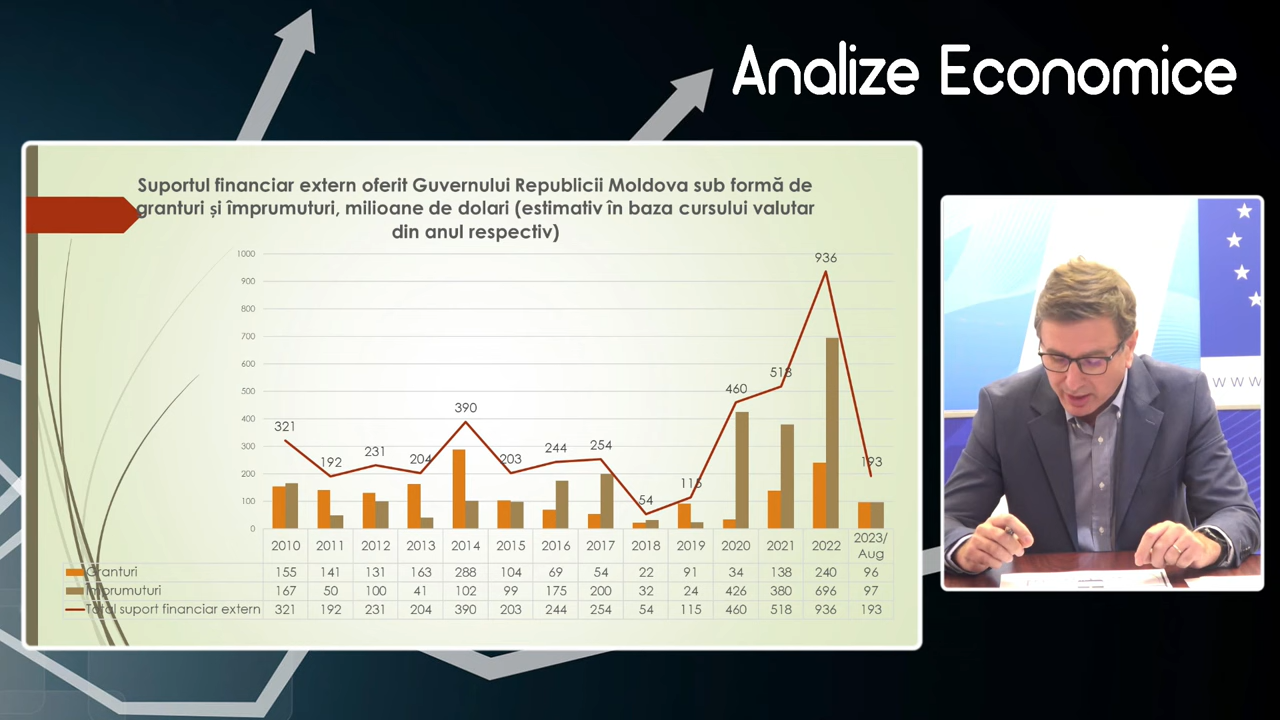 Analize Economice
Suportul financiar extern oferit Guvernului Republicii Moldova sub formă de
granturi și împrumuturi, milioane de dolari (estimativ în baza cursului valutar
din anul respectiv)
1000
900
800
700
600
500
400
300
200
100
0
321
192
231
204
390
203
244
254
54
115
460
518
936
193
2010 2011 2012 2013 2014 2015 2016 2017 2018 2019 2020 2021 2022 2023/
Aug
Granturi 155 141 131 163 288 104 69 54 22 91 34 138 240 96
Împrumuturi 167 50 100 41 102 99 175 200 32 24 426 380 696 97
Total suport financiar extern 321 192 231 204 390 203 244 254 54 115 460 518 936 193
WWW